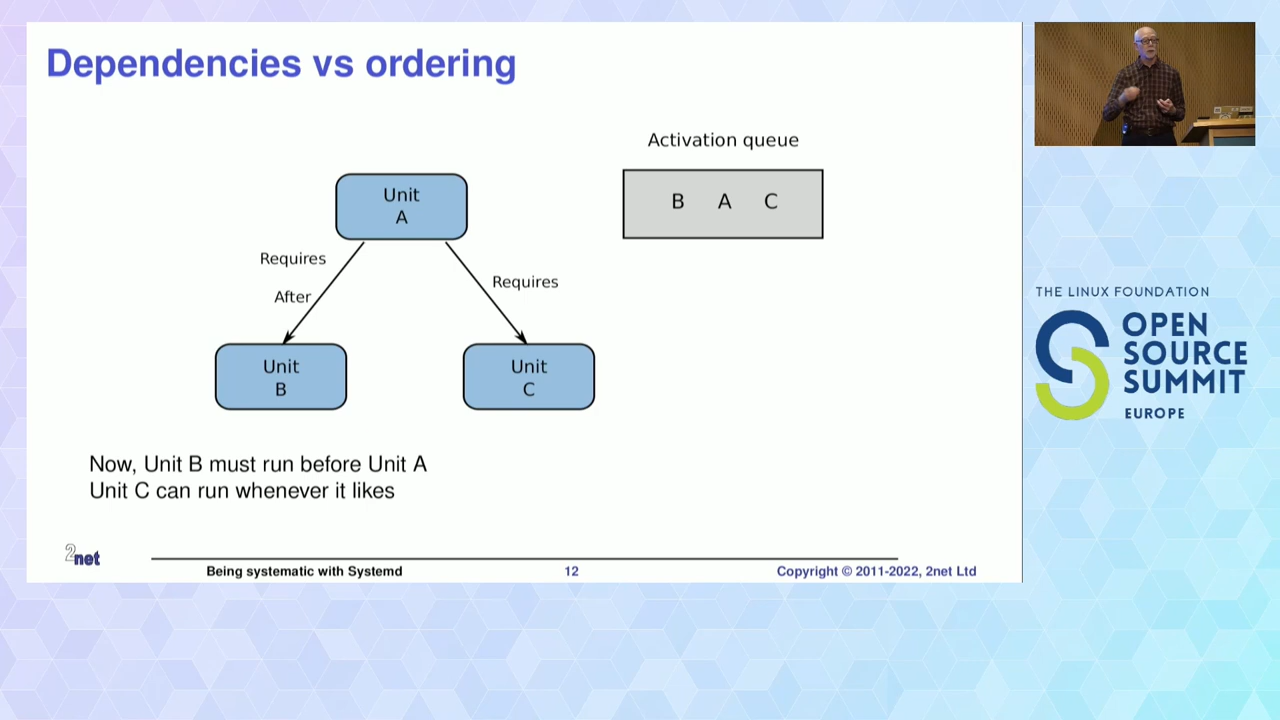 Dependencies vs ordering
Activation queue
B A C
Unit
A
Requires
After
Requires
Unit
B
Unit
C
Now, Unit B must run before Unit A
Unit C can run whenever it likes
2net
Being systematic with Systemd
12
Copyright © 2011-2022, 2net Ltd
THE LINUX FOUNDATION
OPEN
SOURCE
SUMMIT
EUROPE